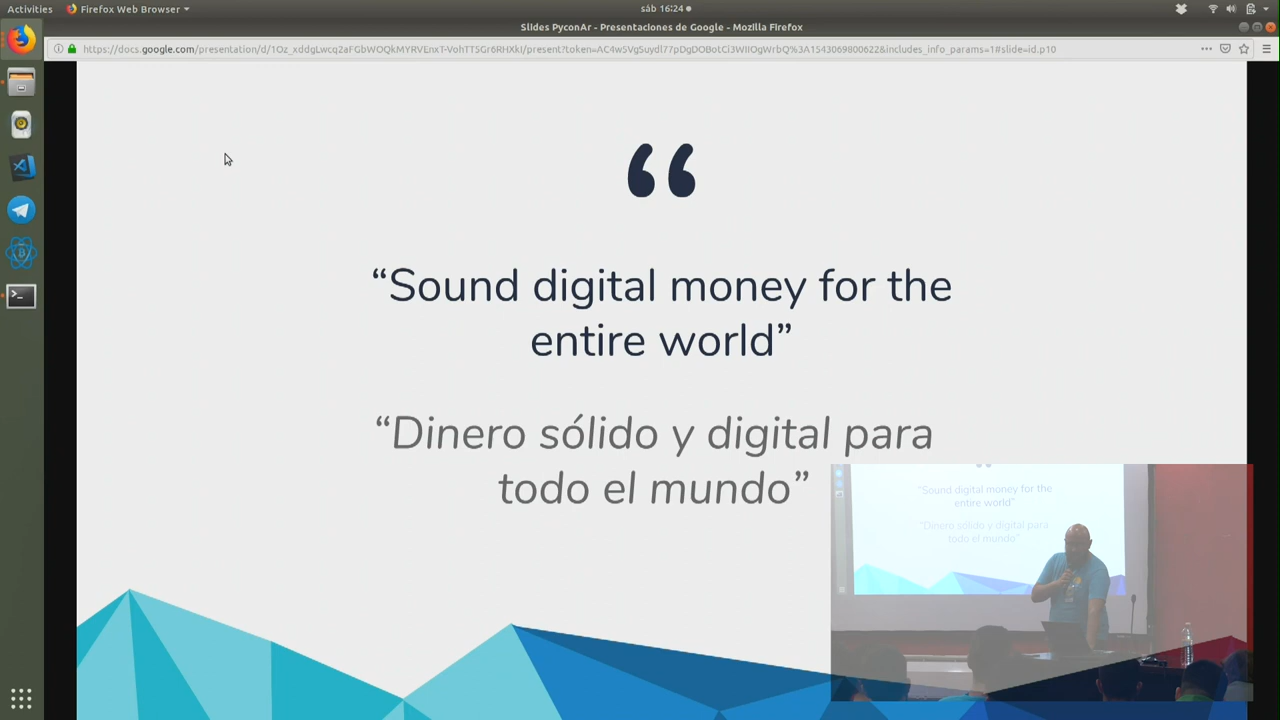 Activities
Firefox Web Browser
sáb 16:24
Slides PyconAr - Presentaciones de Google - Mozilla Firefox
“
“Sound digital money for the
entire world”
“Dinero sólido y digital para
todo el mundo”
“Sound digital money for the
entire world”
“Dinero sólido y digital para
todo el mundo”